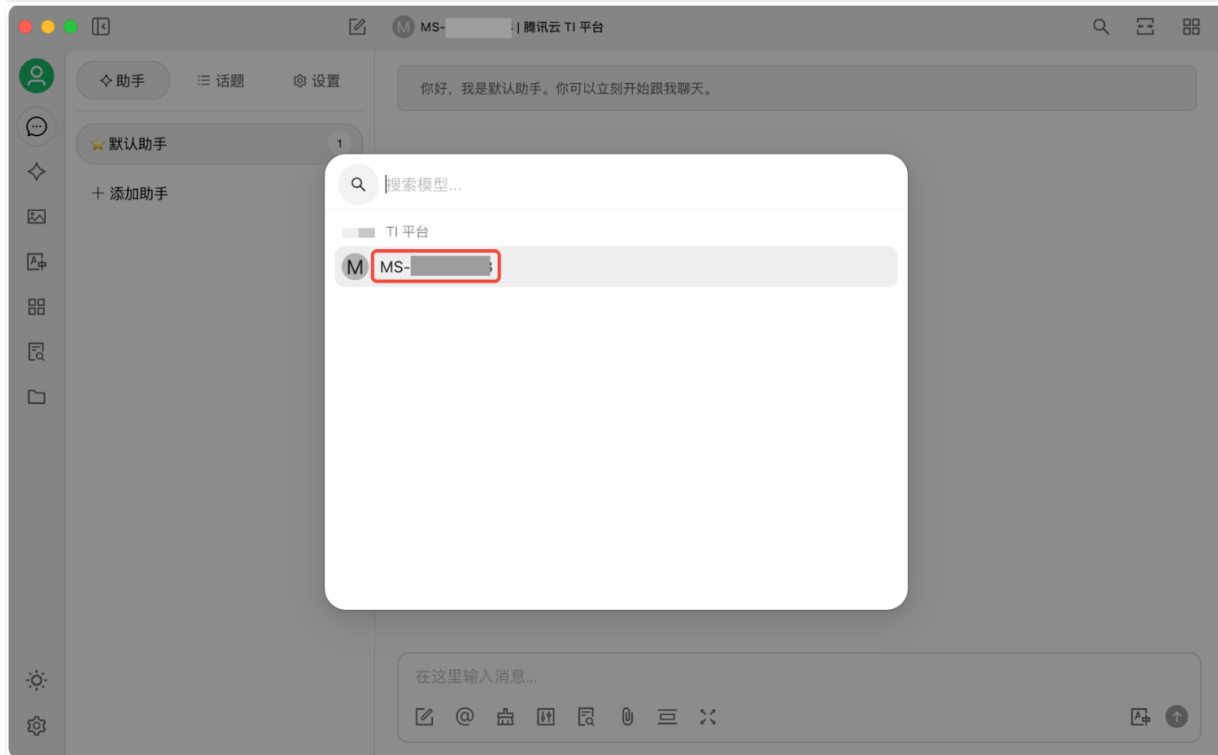 M MS- | 腾讯云 TI 平台
助手
话题
设置
你好，我是默认助手。你可以立刻开始跟我聊天。
默认助手
1
添加助手
搜索模型...
TI 平台
M MS-
在这里输入消息...